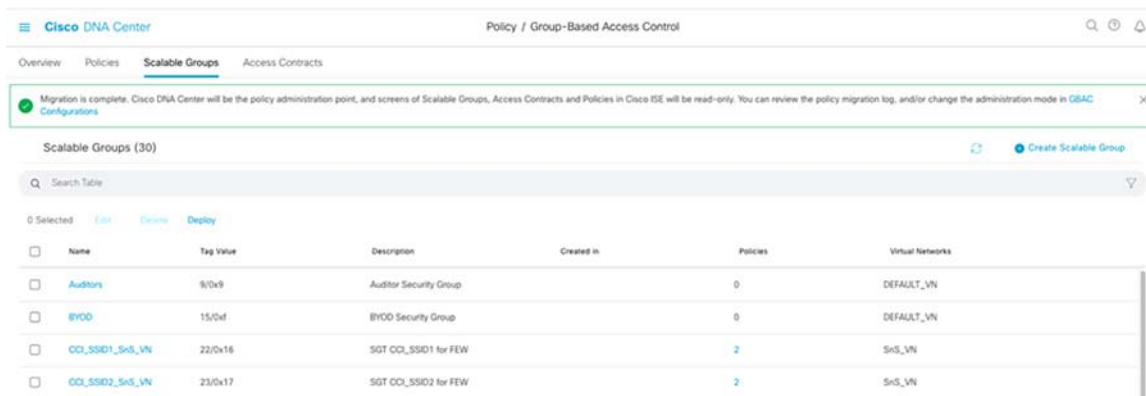 Cisco DNA Center
Policy / Group-Based Access Control
Overview Policies Scalable Groups Access Contracts
Migration is complete. Cisco DNA Center will be the policy administration point, and screens of Scalable Groups, Access Contracts and Policies in Cisco ISE will be read-only. You can review the policy migration log, and/or change the administration mode in GBAC
Configurations
Scalable Groups (30)
Create Scalable Group
Search Table
0 Selected Edit Delete Deploy
Name Tag Value Description Created in Policies Virtual Networks
Auditors 9/0x9 Auditor Security Group 0 DEFAULT_VN
BYOD 15/0xf BYOD Security Group 0 DEFAULT_VN
CCI_SSID1_SnS_VN 22/0x16 SGT CCI_SSID1 for FEW 2 SnS_VN
CCI_SSID2_SnS_VN 23/0x17 SGT CCI_SSID2 for FEW 2 SnS_VN